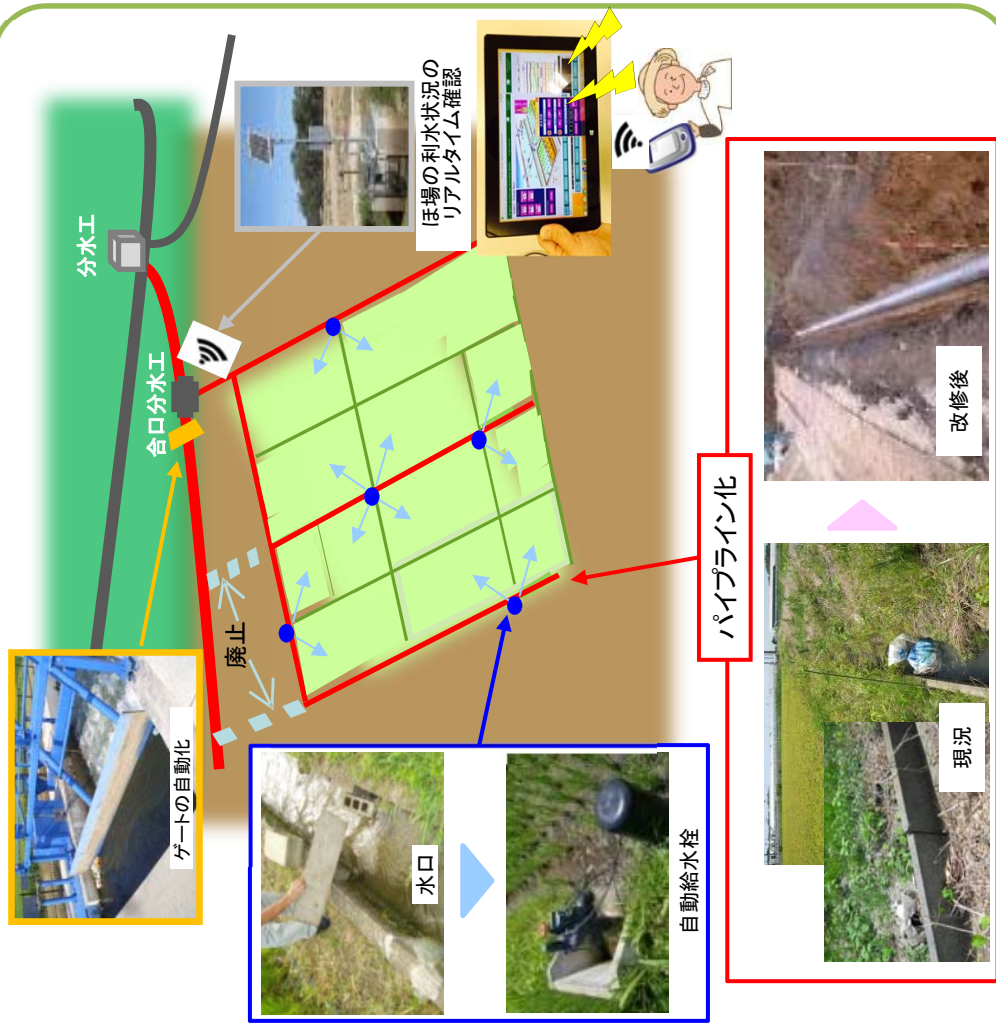 分水工
合口分水工
ゲートの自動化
廃止
ほ場の利水状況の
リアルタイム確認
水口
自動給水栓
パイプライン化
現況
改修後